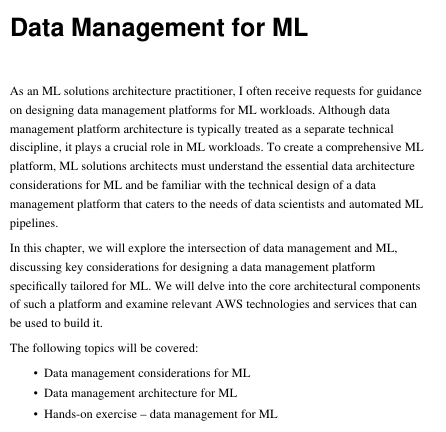 Data Management for ML
As an ML solutions architecture practitioner, I often receive requests for guidance
on designing data management platforms for ML workloads. Although data
management platform architecture is typically treated as a separate technical
discipline, it plays a crucial role in ML workloads. To create a comprehensive ML
platform, ML solutions architects must understand the essential data architecture
considerations for ML and be familiar with the technical design of a data
management platform that caters to the needs of data scientists and automated ML
pipelines.
In this chapter, we will explore the intersection of data management and ML,
discussing key considerations for designing a data management platform
specifically tailored for ML. We will delve into the core architectural components
of such a platform and examine relevant AWS technologies and services that can
be used to build it.
The following topics will be covered:
• Data management considerations for ML
• Data management architecture for ML
• Hands-on exercise – data management for ML